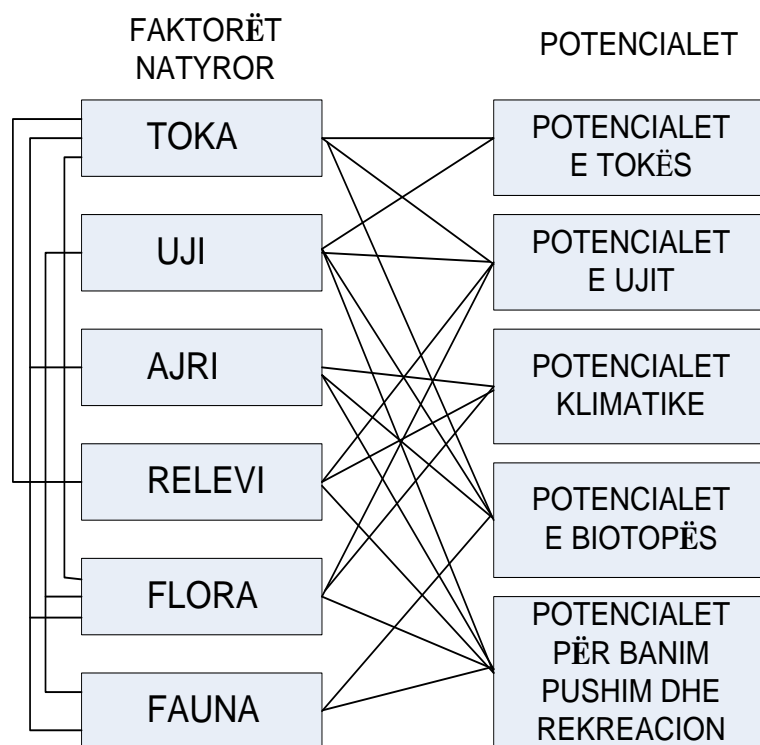 FAKTORËT
NATYROR
POTENCIALET
TOKA
UJI
AJRI
RELEVI
FLORA
FAUNA
POTENCIALET
E TOKËS
POTENCIALET
E UJIT
POTENCIALET
KLIMATIKE
POTENCIALET
E BIOTOPËS
POTENCIALET
PËR BANIM
PUSHIM DHE
REKREACION